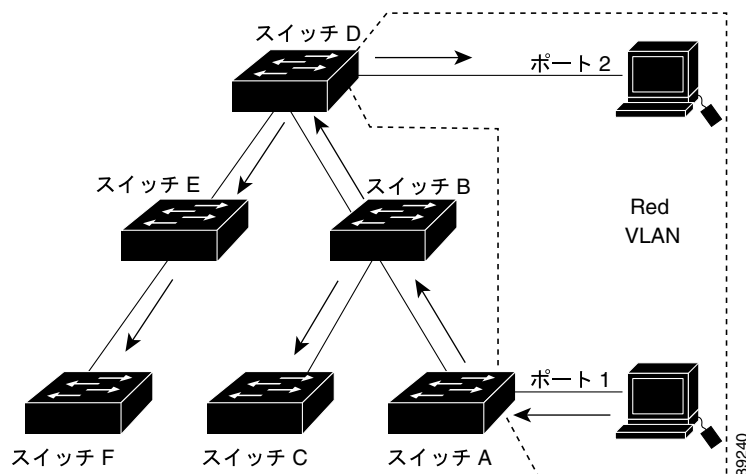 スイッチ D
ポート 2
スイッチ E
スイッチ B
Red
VLAN
ポート 1
スイッチ F
スイッチ C
スイッチ A
89240